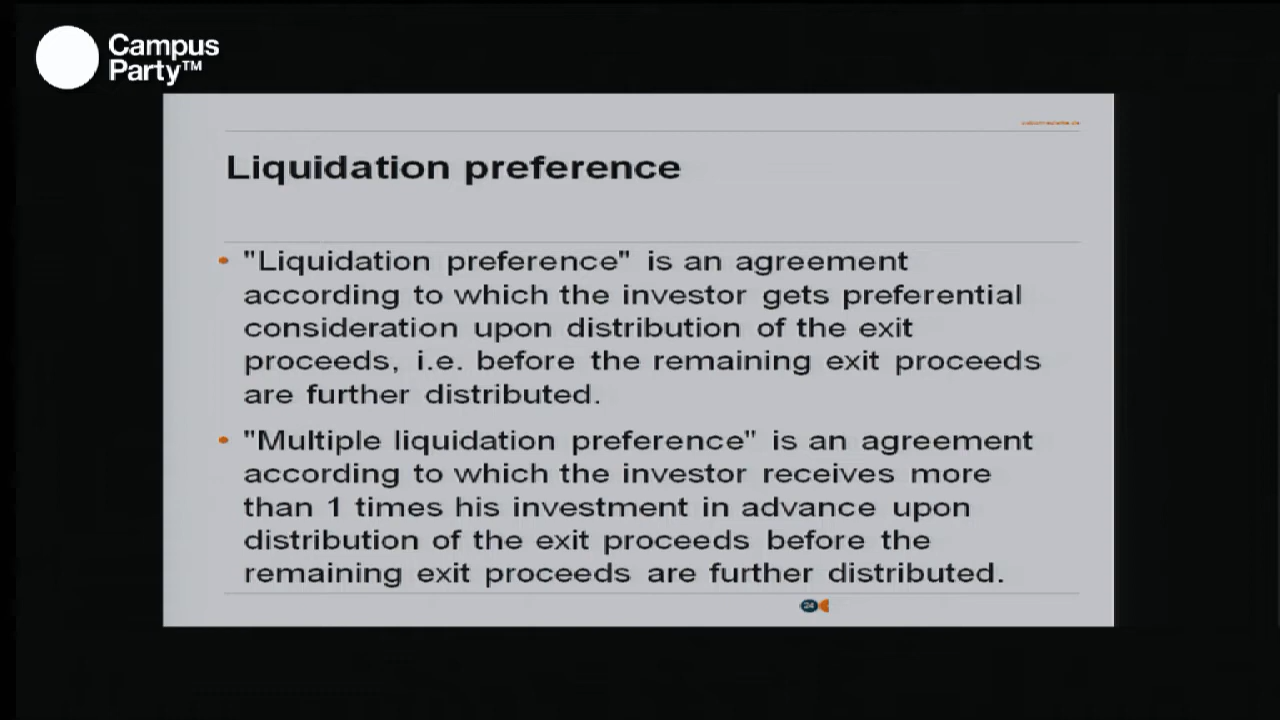 Campus
Party™
Liquidation preference
• "Liquidation preference" is an agreement
according to which the investor gets preferential
consideration upon distribution of the exit
proceeds, i.e. before the remaining exit proceeds
are further distributed.
• "Multiple liquidation preference" is an agreement
according to which the investor receives more
than 1 times his investment in advance upon
distribution of the exit proceeds before the
remaining exit proceeds are further distributed.
24